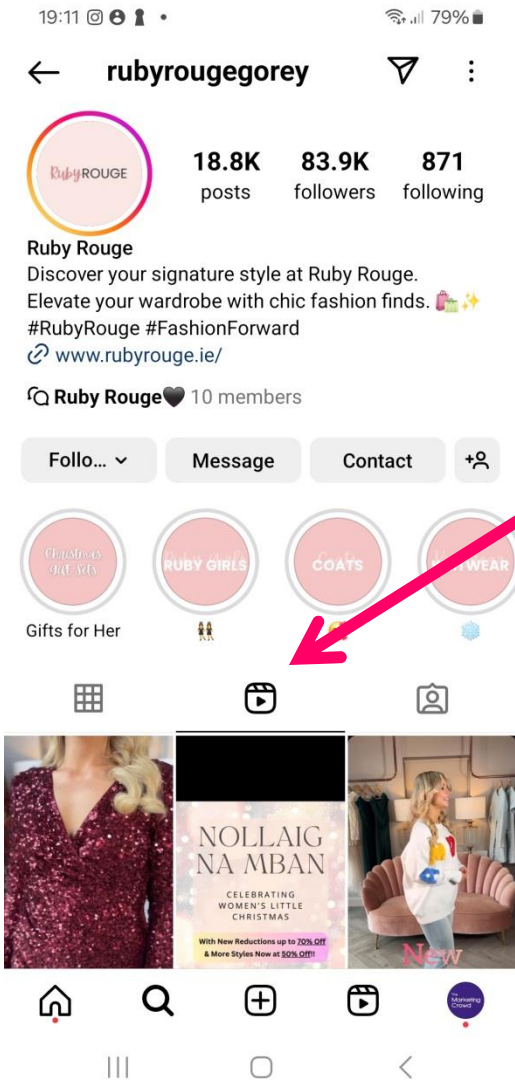 19:11
79%
rubyrougegorey
RubyROUGE
18.8K 83.9K 871
posts followers following
Ruby Rouge
Discover your signature style at Ruby Rouge.
Elevate your wardrobe with chic fashion finds. 🛍️✨
#RubyRouge #FashionForward
www.rubyrouge.ie/
Ruby Rouge🖤 10 members
Follo... Message Contact
Christmas
Gift Sets
RUBY GIRLS
COATS
Gifts for Her
NOLLAIG
NA MBAN
CELEBRATING
WOMEN'S LITTLE
CHRISTMAS
With New Reductions up to 70% Off
& More Styles Now at 50% Off!!
New
The
Marketing
Crowd